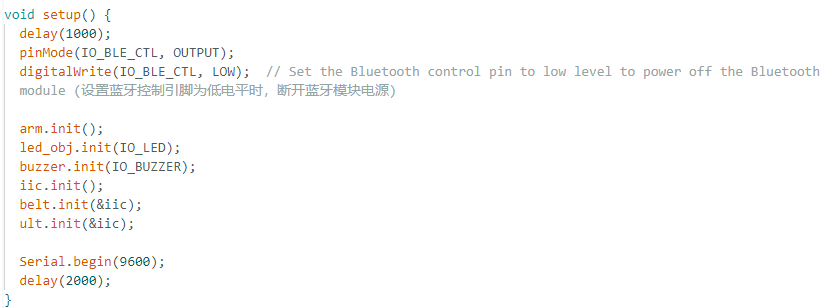 void setup() {
  delay(1000);
  pinMode(IO_BLE_CTL, OUTPUT);
  digitalWrite(IO_BLE_CTL, LOW);  // Set the Bluetooth control pin to low level to power off the Bluetooth
  module (设置蓝牙控制引脚为低电平时，断开蓝牙模块电源)

  arm.init();
  led_obj.init(IO_LED);
  buzzer.init(IO_BUZZER);
  iic.init();
  belt.init(&iic);
  ult.init(&iic);

  Serial.begin(9600);
  delay(2000);
}